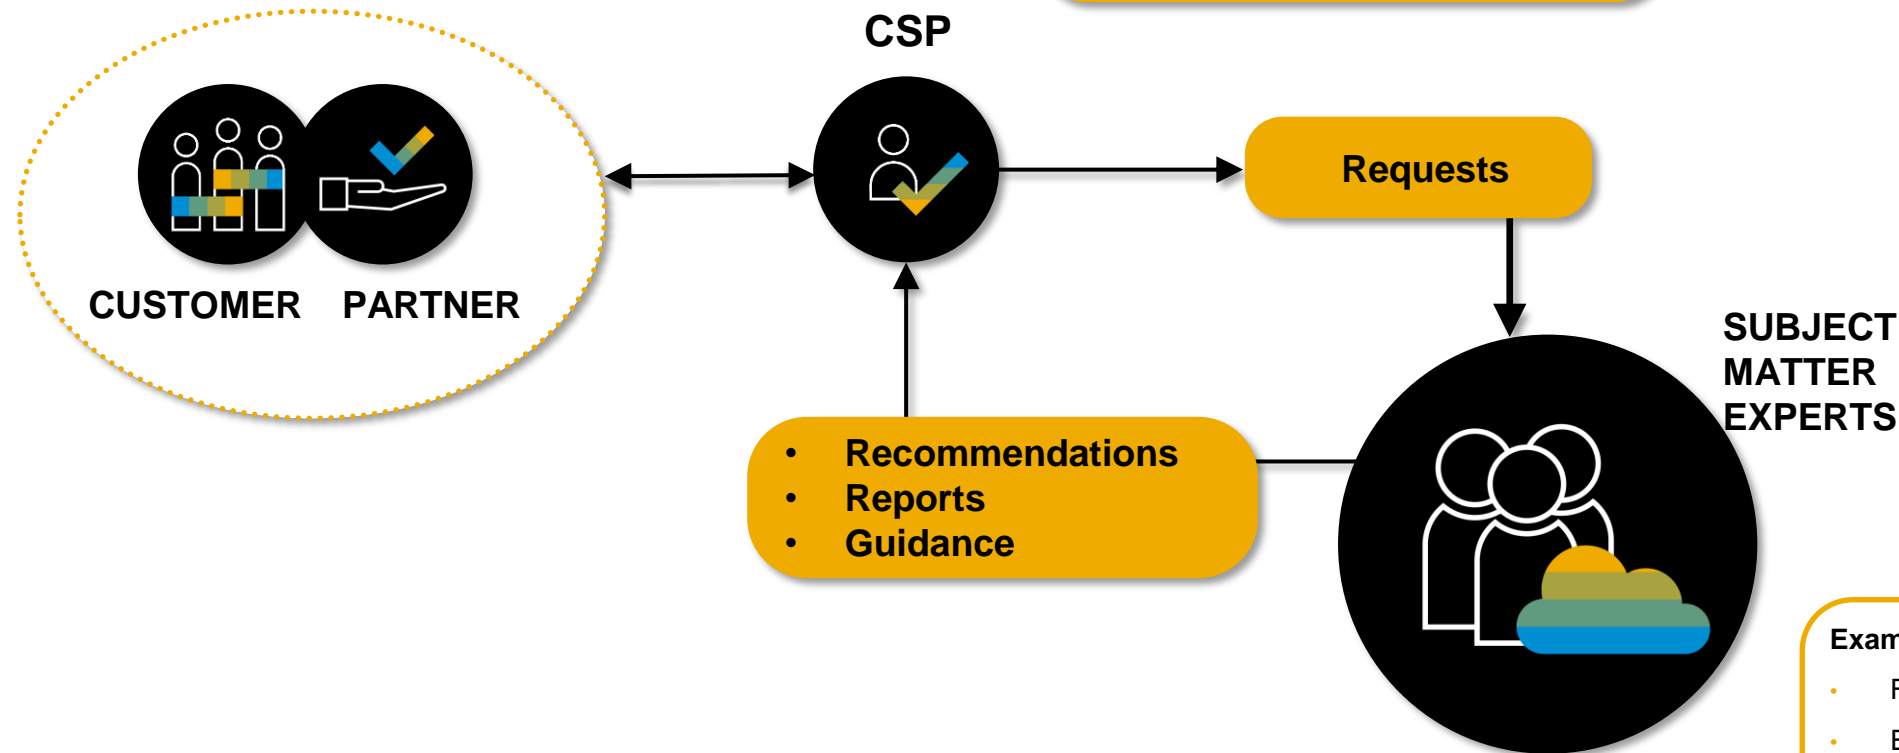 CSP
Requests
CUSTOMER PARTNER
SUBJECT
MATTER
EXPERTS
• Recommendations
• Reports
• Guidance